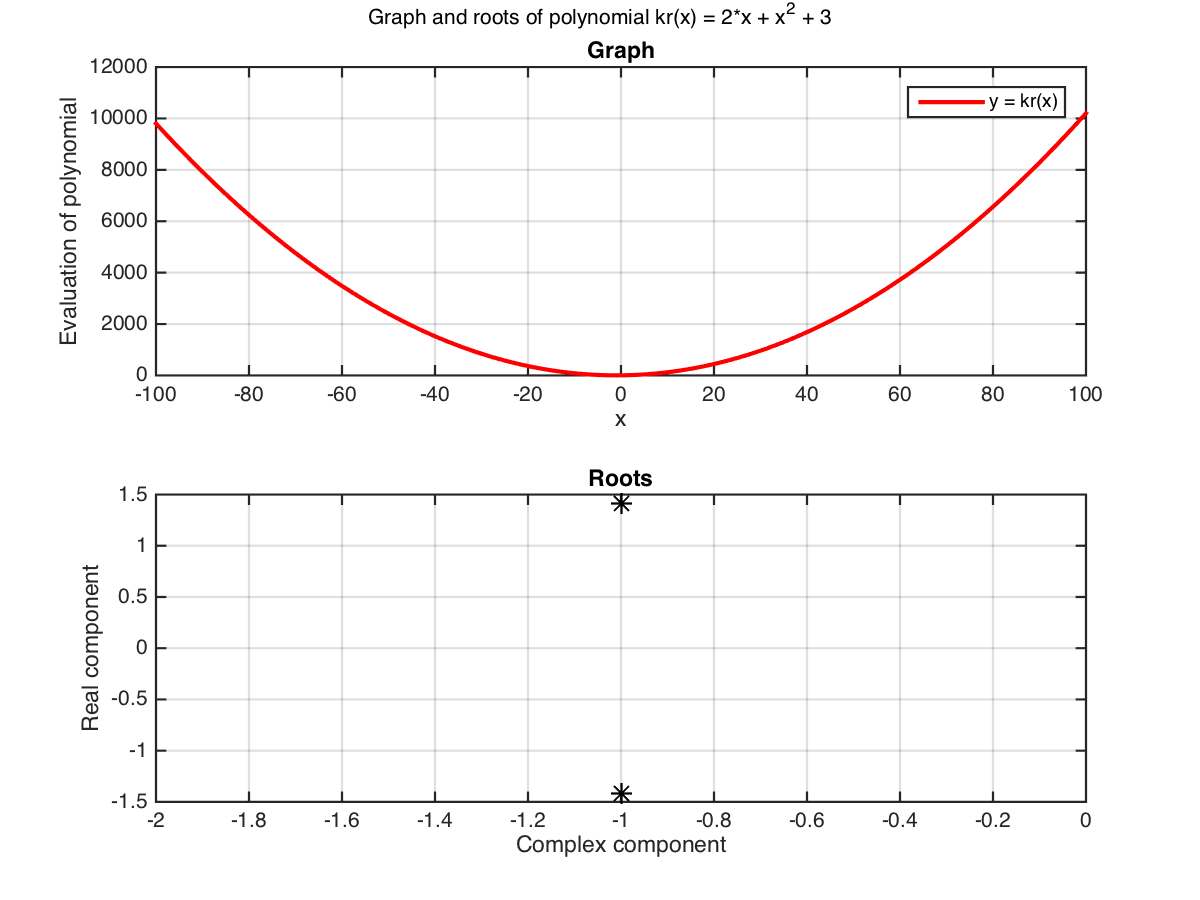 Graph and roots of polynomial kr(x) = 2*x + x² + 3
Graph
12000
10000
8000
6000
4000
2000
0
Evaluation of polynomial
y = kr(x)
-100 -80 -60 -40 -20 0 20 40 60 80 100
x
Roots
1.5
1
0.5
0
-0.5
-1
-1.5
Real component
-2 -1.8 -1.6 -1.4 -1.2 -1 -0.8 -0.6 -0.4 -0.2 0
Complex component